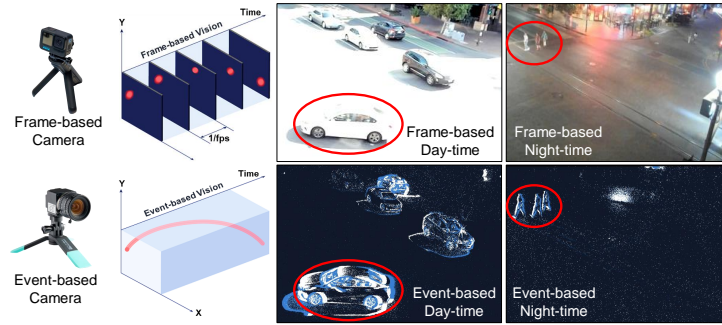 Frame-based
Camera
Y
Time
Frame-based Vision
1/fps
Frame-based
Day-time
Frame-based
Night-time
Event-based
Camera
Y
Time
Event-based Vision
X
Event-based
Day-time
Event-based
Night-time